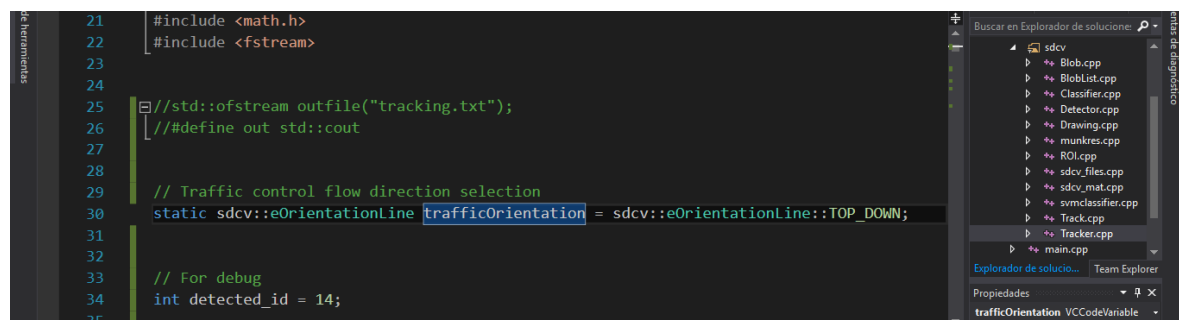 de herramientas
21 #include <math.h>
22 #include <fstream>
23
24
25 //std::ofstream outfile("tracking.txt");
26 //#define out std::cout
27
28
29 // Traffic control flow direction selection
30 static sdcv::eOrientationLine trafficOrientation = sdcv::eOrientationLine::TOP_DOWN;
31
32
33 // For debug
34 int detected_id = 14;
35
Buscar en Explorador de solucione:
sdcv
++ Blob.cpp
++ BlobList.cpp
++ Classifier.cpp
++ Detector.cpp
++ Drawing.cpp
++ munkres.cpp
++ ROI.cpp
++ sdcv_files.cpp
++ sdcv_mat.cpp
++ svmclassifier.cpp
++ Track.cpp
++ Tracker.cpp
++ main.cpp
Explorador de solucio... Team Explorer
Propiedades
trafficOrientation VCCodeVariable
entas de diagnóstico